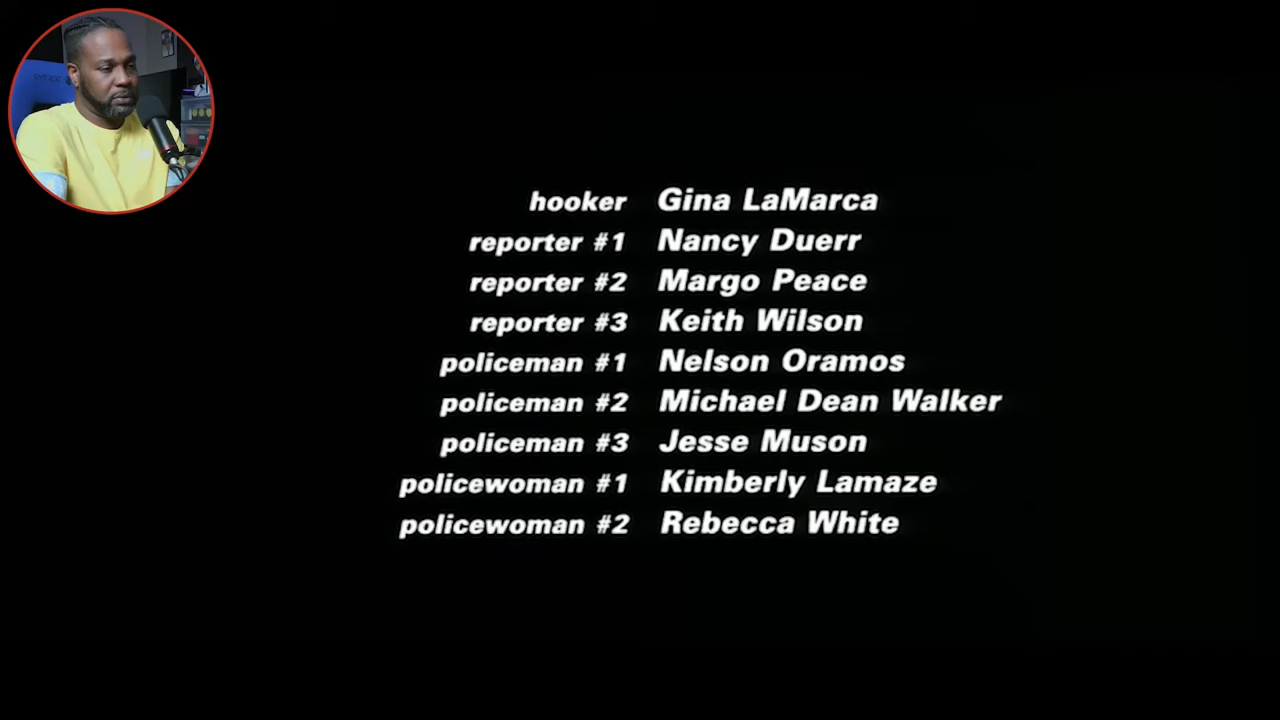 hooker Gina LaMarca
reporter #1 Nancy Duerr
reporter #2 Margo Peace
reporter #3 Keith Wilson
policeman #1 Nelson Oramos
policeman #2 Michael Dean Walker
policeman #3 Jesse Muson
policewoman #1 Kimberly Lamaze
policewoman #2 Rebecca White